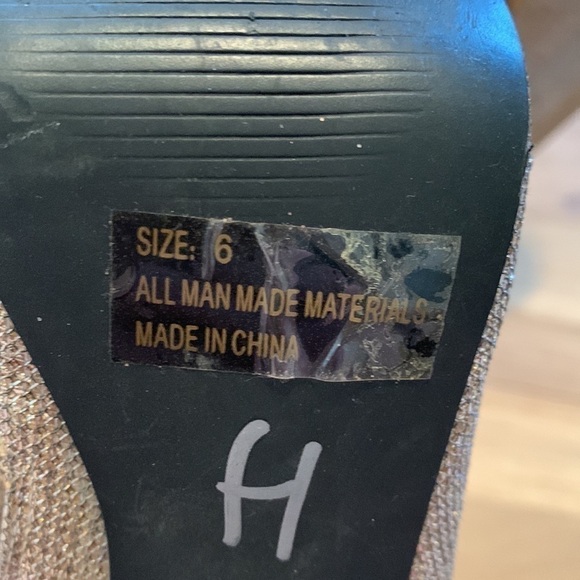 SIZE: 6
ALL MAN MADE MATERIALS
MADE IN CHINA
H